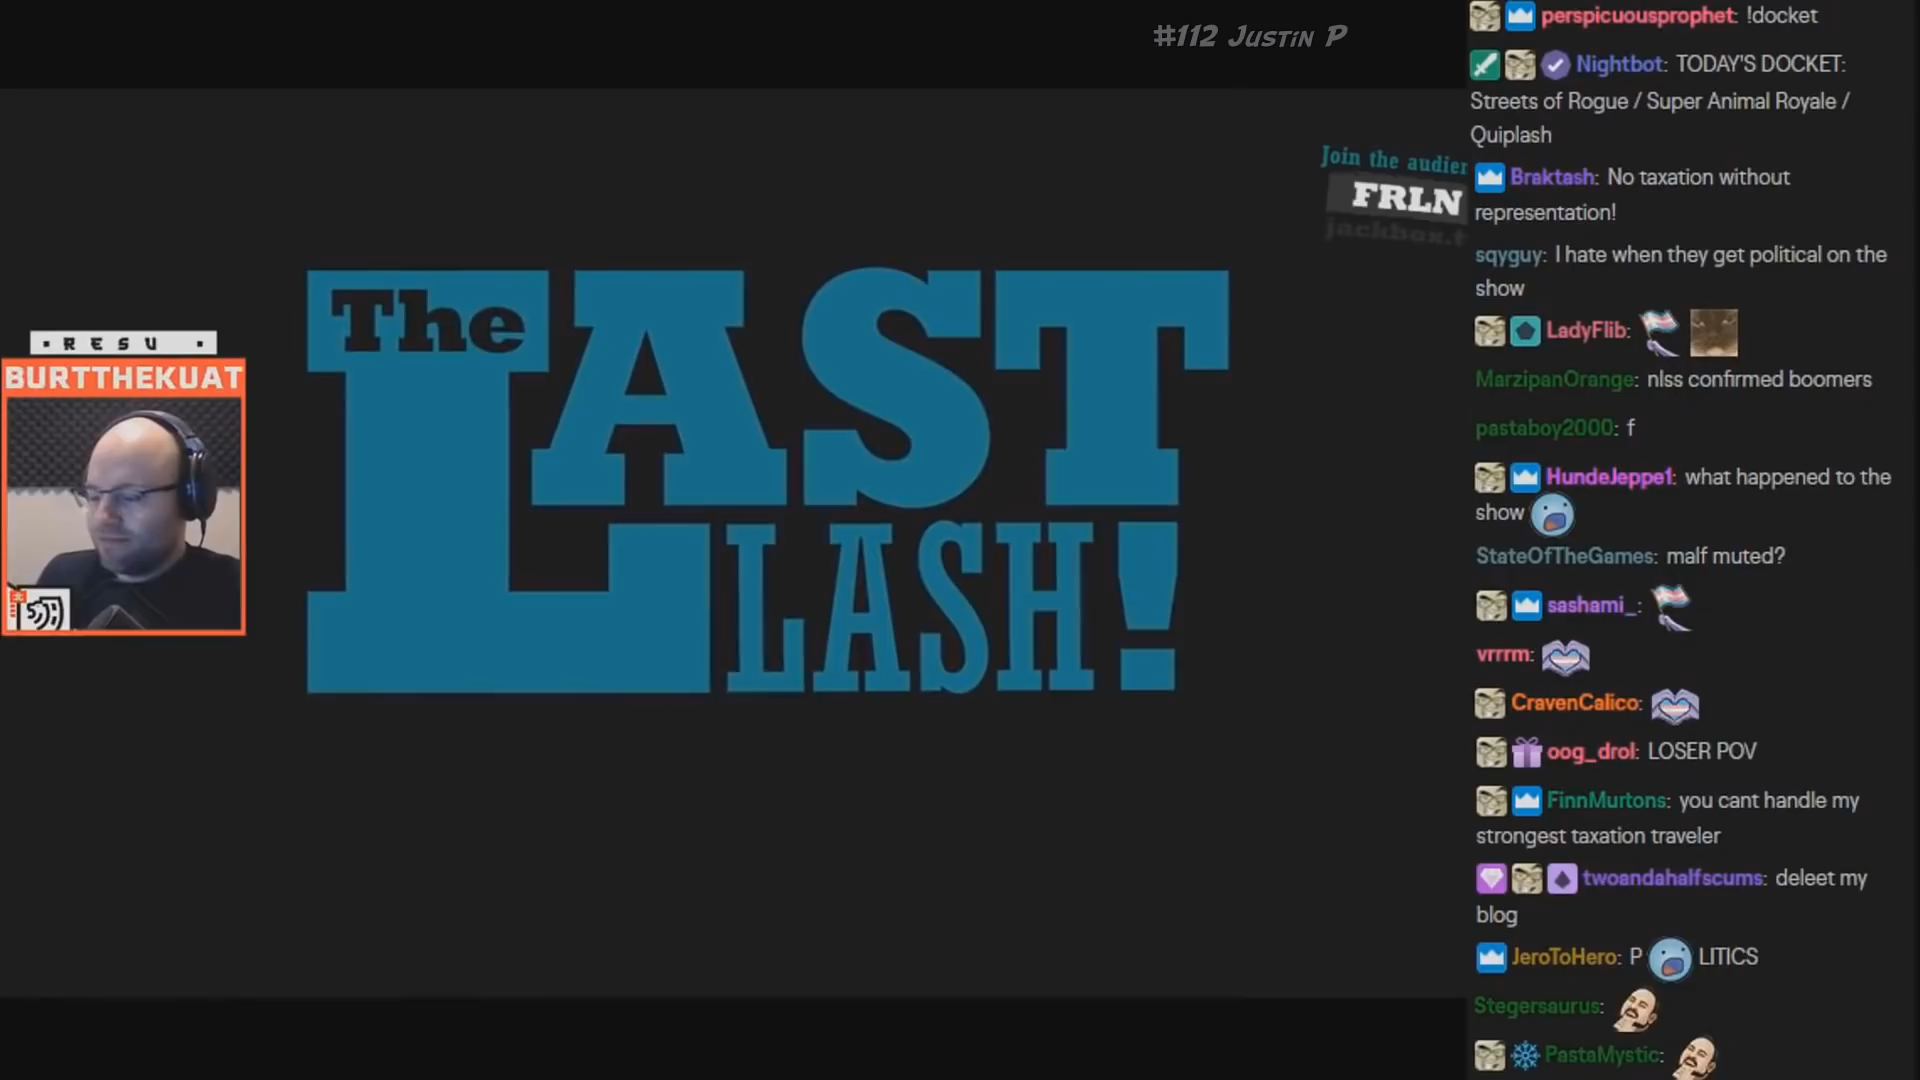 #112 Justin P
Join the audien
FRLN
jackbox.t
The
LAST
LASH!
RESU
BURTTHEKUAT
perspicuousprophet: !docket
Nightbot: TODAY'S DOCKET:
Streets of Rogue / Super Animal Royale /
Quiplash
Braktash: No taxation without
representation!
sqyguy: I hate when they get political on the
show
LadyFlib:
MarzipanOrange: nlss confirmed boomers
pastaboy2000: f
HundeJeppe1: what happened to the
show
StateOfTheGames: malf muted?
sashami_:
vrrrm:
CravenCalico:
oog_drol: LOSER POV
FinnMurtons: you cant handle my
strongest taxation traveler
twoandahalfscums: deleet my
blog
JeroToHero: P LITICS
Stegersaurus:
PastaMystic: